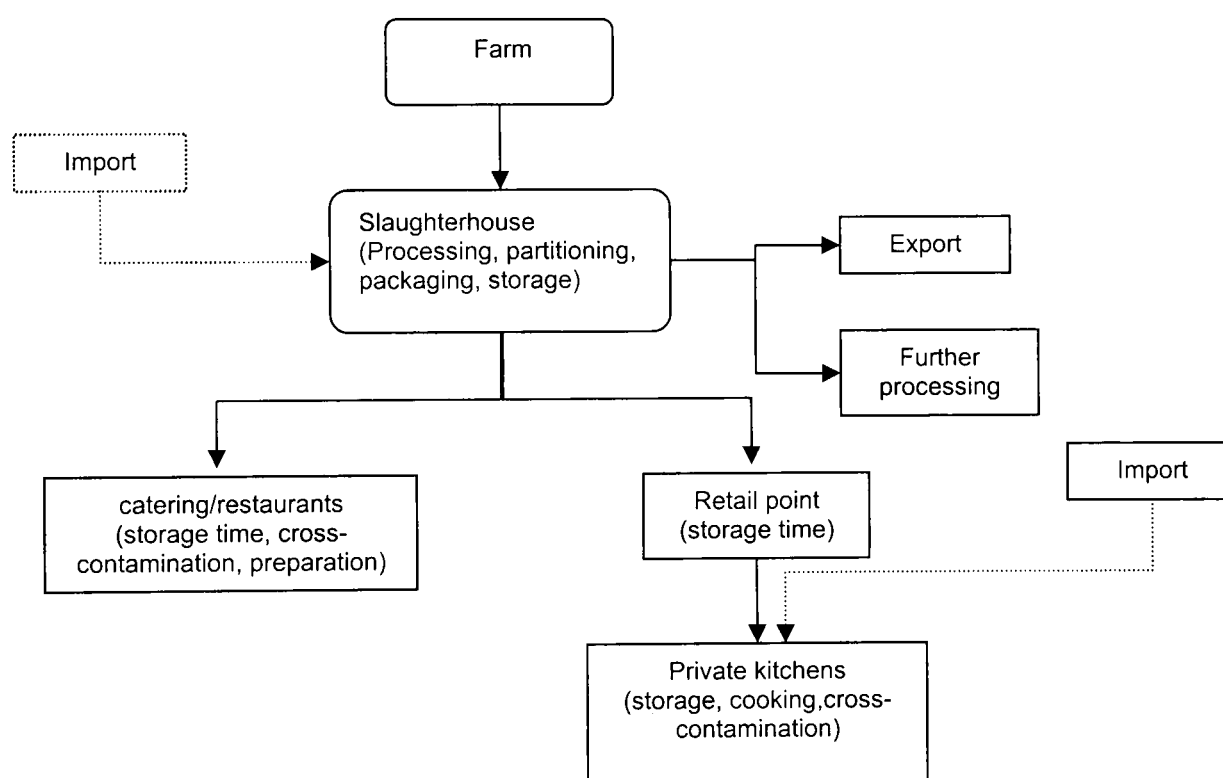 Farm
Import
Slaughterhouse
(Processing, partitioning,
packaging, storage)
Export
Further
processing
catering/restaurants
(storage time, cross-
contamination, preparation)
Retail point
(storage time)
Import
Private kitchens
(storage, cooking,cross-
contamination)